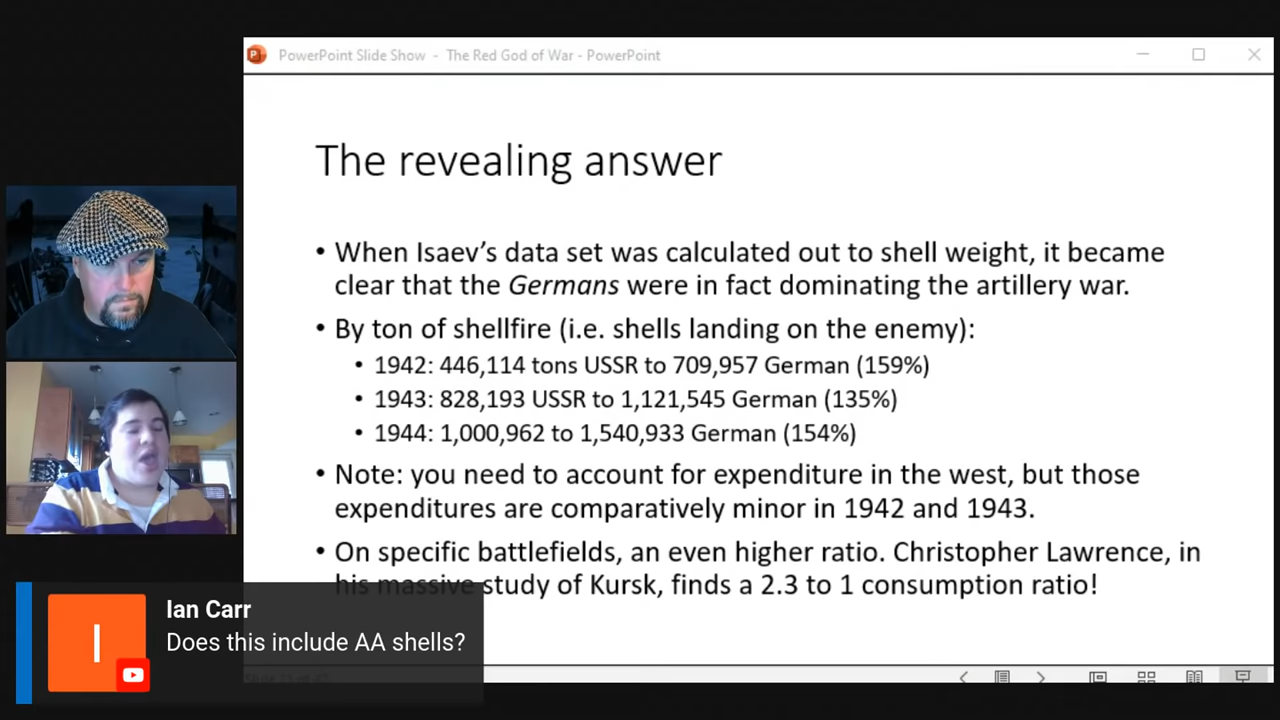 PowerPoint Slide Show - The Red God of War - PowerPoint
The revealing answer
• When Isaev’s data set was calculated out to shell weight, it became
clear that the Germans were in fact dominating the artillery war.
• By ton of shellfire (i.e. shells landing on the enemy):
• 1942: 446,114 tons USSR to 709,957 German (159%)
• 1943: 828,193 USSR to 1,121,545 German (135%)
• 1944: 1,000,962 to 1,540,933 German (154%)
• Note: you need to account for expenditure in the west, but those
expenditures are comparatively minor in 1942 and 1943.
• On specific battlefields, an even higher ratio. Christopher Lawrence, in
his massive study of Kursk, finds a 2.3 to 1 consumption ratio!
I
Ian Carr
Does this include AA shells?